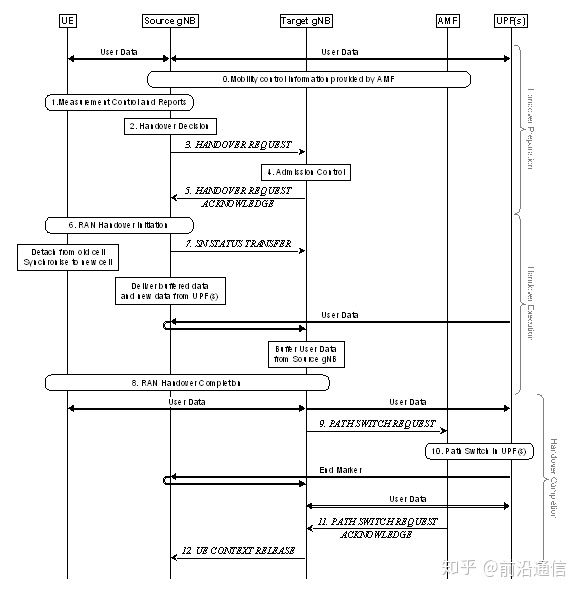 UE
Source gNB
Target gNB
AMF
UPF(s)
User Data
User Data
0. Mobility control information provided by AMF
1. Measurement Control and Reports
2. Handover Decision
3. HANDOVER REQUEST
4. Admission Control
5. HANDOVER REQUEST
ACKNOWLEDGE
Handover Preparation
6. RAN Handover Initiation
7. SN STATUS TRANSFER
Detach from old cell
Synchronise to new cell
Deliver buffered data
and new data from UPF(s)
User Data
Buffer User Data
from Source gNB
Handover Execution
8. RAN Handover Completion
User Data
User Data
9. PATH SWITCH REQUEST
10. Path Switch in UPF(s)
End Marker
User Data
11. PATH SWITCH REQUEST
ACKNOWLEDGE
12. UE CONTEXT RELEASE
Handover Completion
知乎 @前沿通信